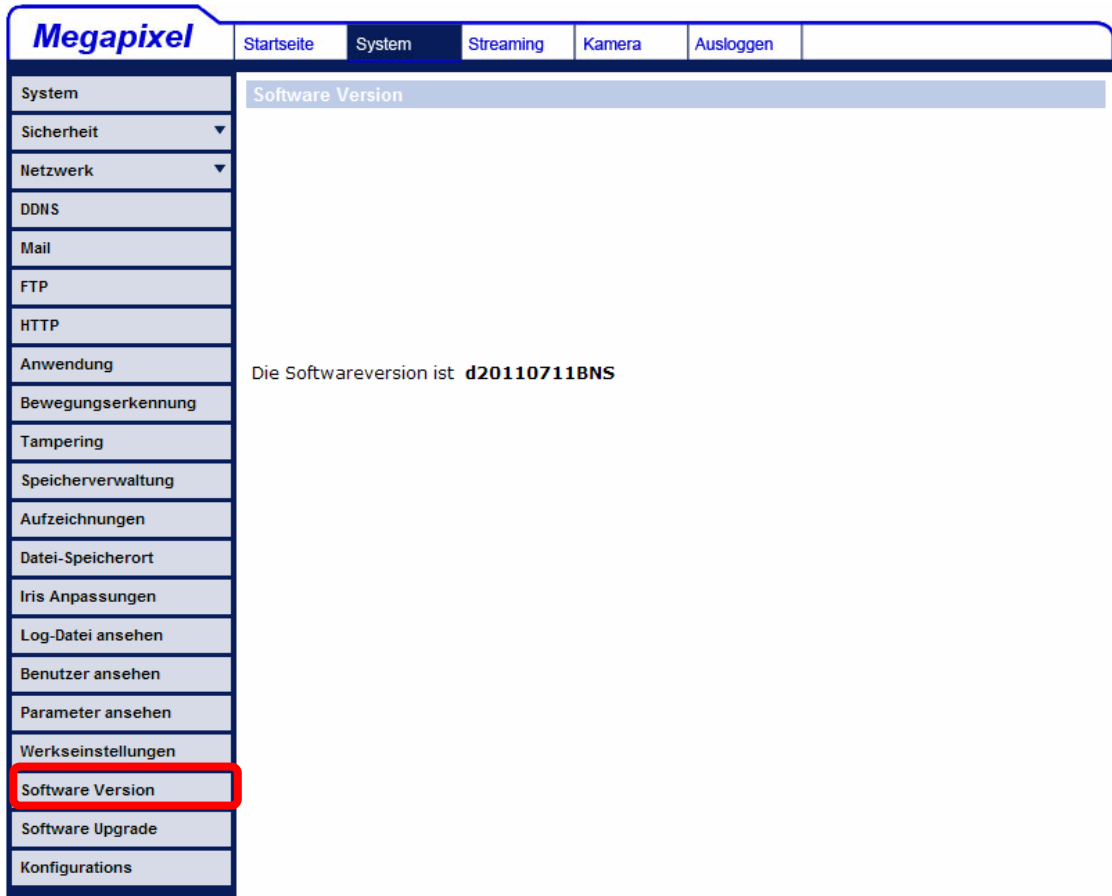 Megapixel
Startseite System Streaming Kamera Ausloggen
System
Software Version
Sicherheit
Netzwerk
DDNS
Mail
FTP
HTTP
Anwendung
Die Softwareversion ist d20110711BNS
Bewegungserkennung
Tampering
Speicherverwaltung
Aufzeichnungen
Datei-Speicherort
Iris Anpassungen
Log-Datei ansehen
Benutzer ansehen
Parameter ansehen
Werkseinstellungen
Software Version
Software Upgrade
Konfigurations